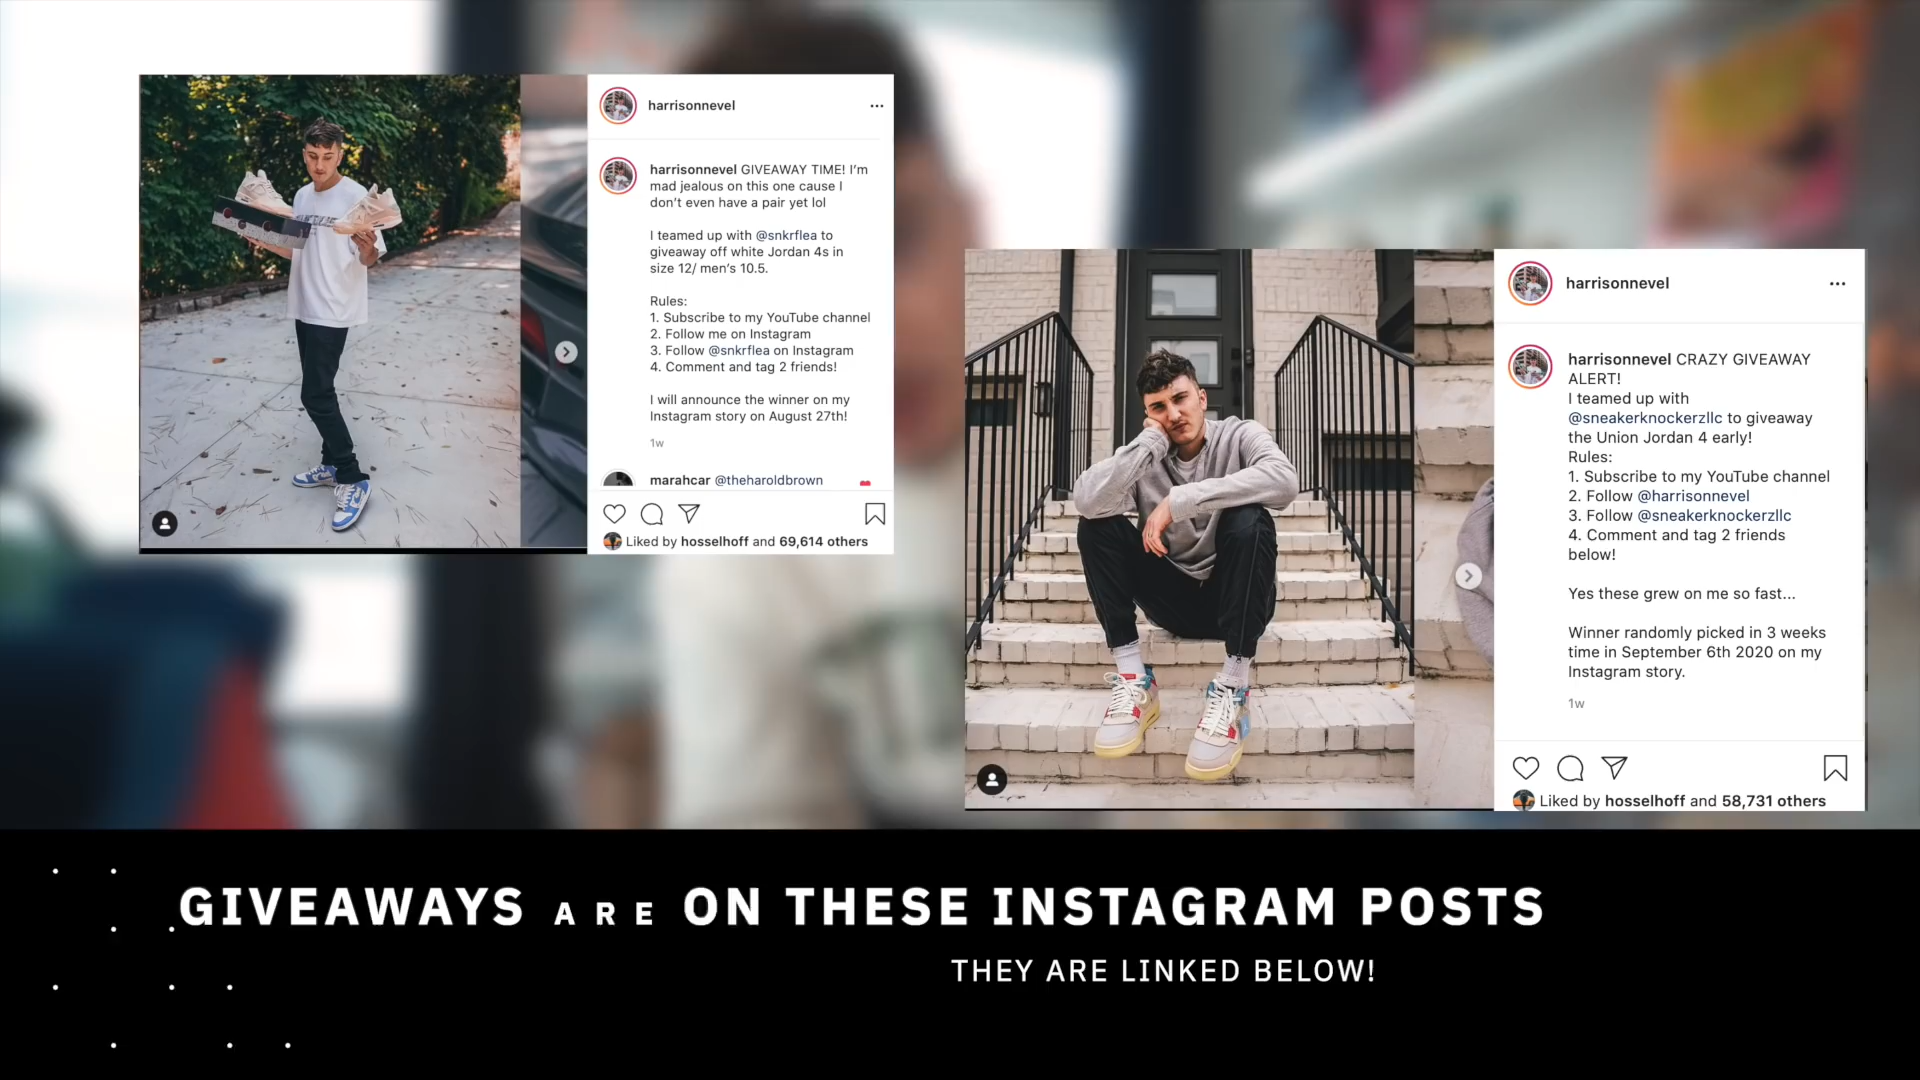 harrisonnevel
harrisonnevel GIVEAWAY TIME! I'm
mad jealous on this one cause I
don't even have a pair yet lol
I teamed up with @snkrflea to
giveaway off white Jordan 4s in
size 12/ men's 10.5.
Rules:
1. Subscribe to my YouTube channel
2. Follow me on Instagram
3. Follow @snkrflea on Instagram
4. Comment and tag 2 friends!
I will announce the winner on my
Instagram story on August 27th!
1w
marahcar @theharoldbrown
Liked by hosselhoff and 69,614 others
harrisonnevel
harrisonnevel CRAZY GIVEAWAY
ALERT!
I teamed up with
@sneakerknockerzllc to giveaway
the Union Jordan 4 early!
Rules:
1. Subscribe to my YouTube channel
2. Follow @harrisonnevel
3. Follow @sneakerknockerzllc
4. Comment and tag 2 friends
below!
Yes these grew on me so fast...
Winner randomly picked in 3 weeks
time in September 6th 2020 on my
Instagram story.
1w
Liked by hosselhoff and 58,731 others
GIVEAWAYS ARE ON THESE INSTAGRAM POSTS
THEY ARE LINKED BELOW!